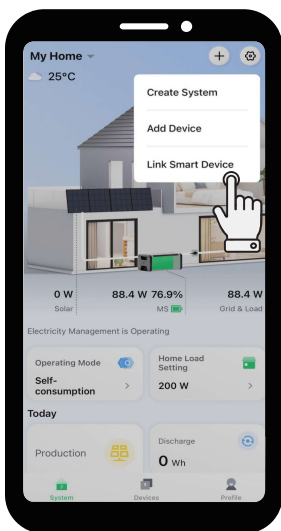 My Home
25°C
Create System
Add Device
Link Smart Device
0 W 88.4 W 76.9% 88.4 W
Solar MS Grid & Load
Electricity Management is Operating
Operating Mode
Self-
consumption
Home Load
Setting
200 W
Today
Production
Discharge
0 Wh
System Devices Profile